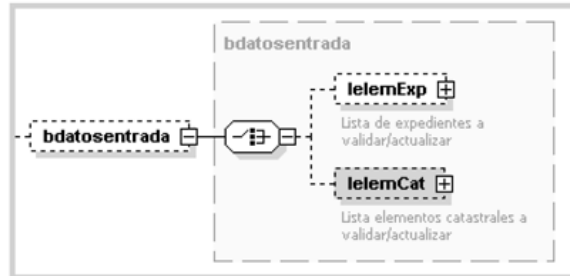 bdatosentrada
lelemExp
Lista de expedientes a
validar/actualizar
bdatosentrada
lelemCat
Lista elementos catastrales a
validar/actualizar